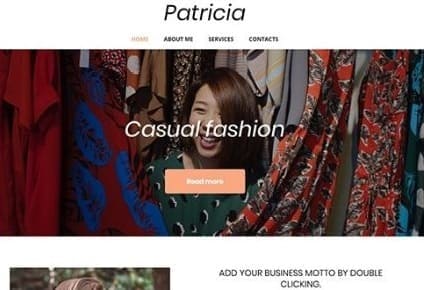 Patricia
HOME ABOUT ME SERVICES CONTACTS
Casual fashion
Read more
ADD YOUR BUSINESS MOTTO BY DOUBLE
CLICKING.